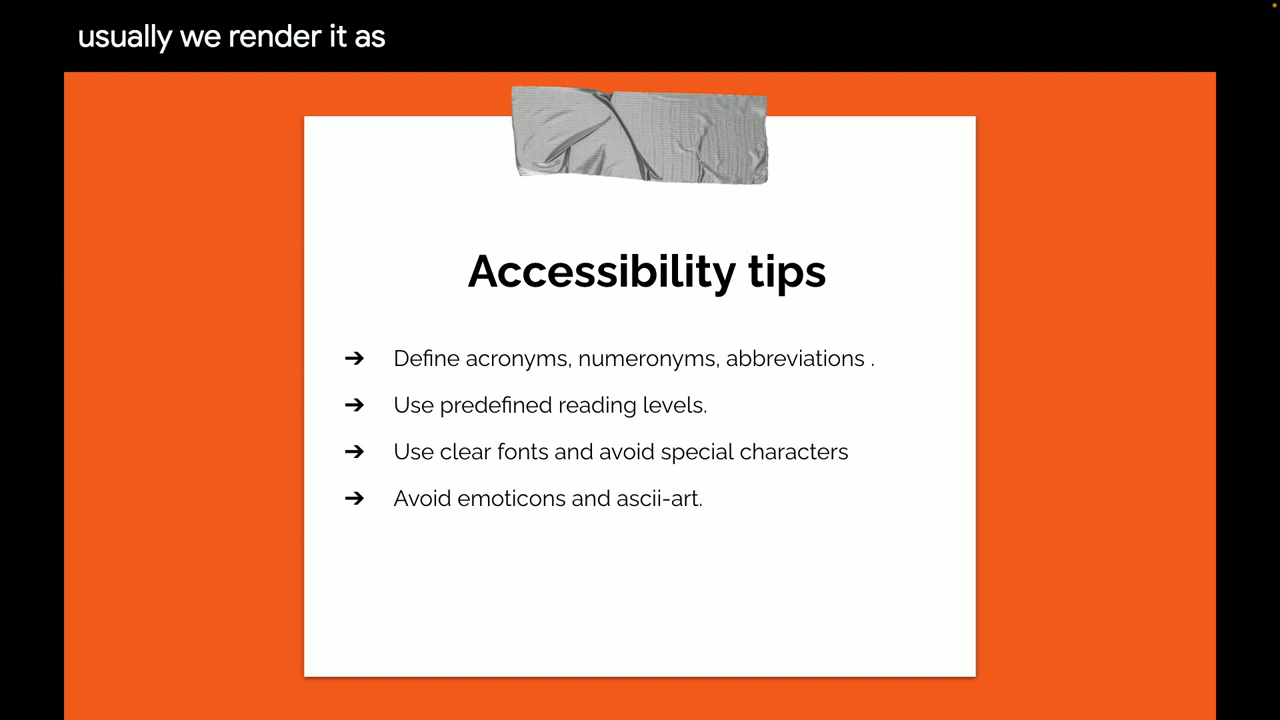 usually we render it as
Accessibility tips
➔ Define acronyms, numeronyms, abbreviations .
➔ Use predefined reading levels.
➔ Use clear fonts and avoid special characters
➔ Avoid emoticons and ascii-art.